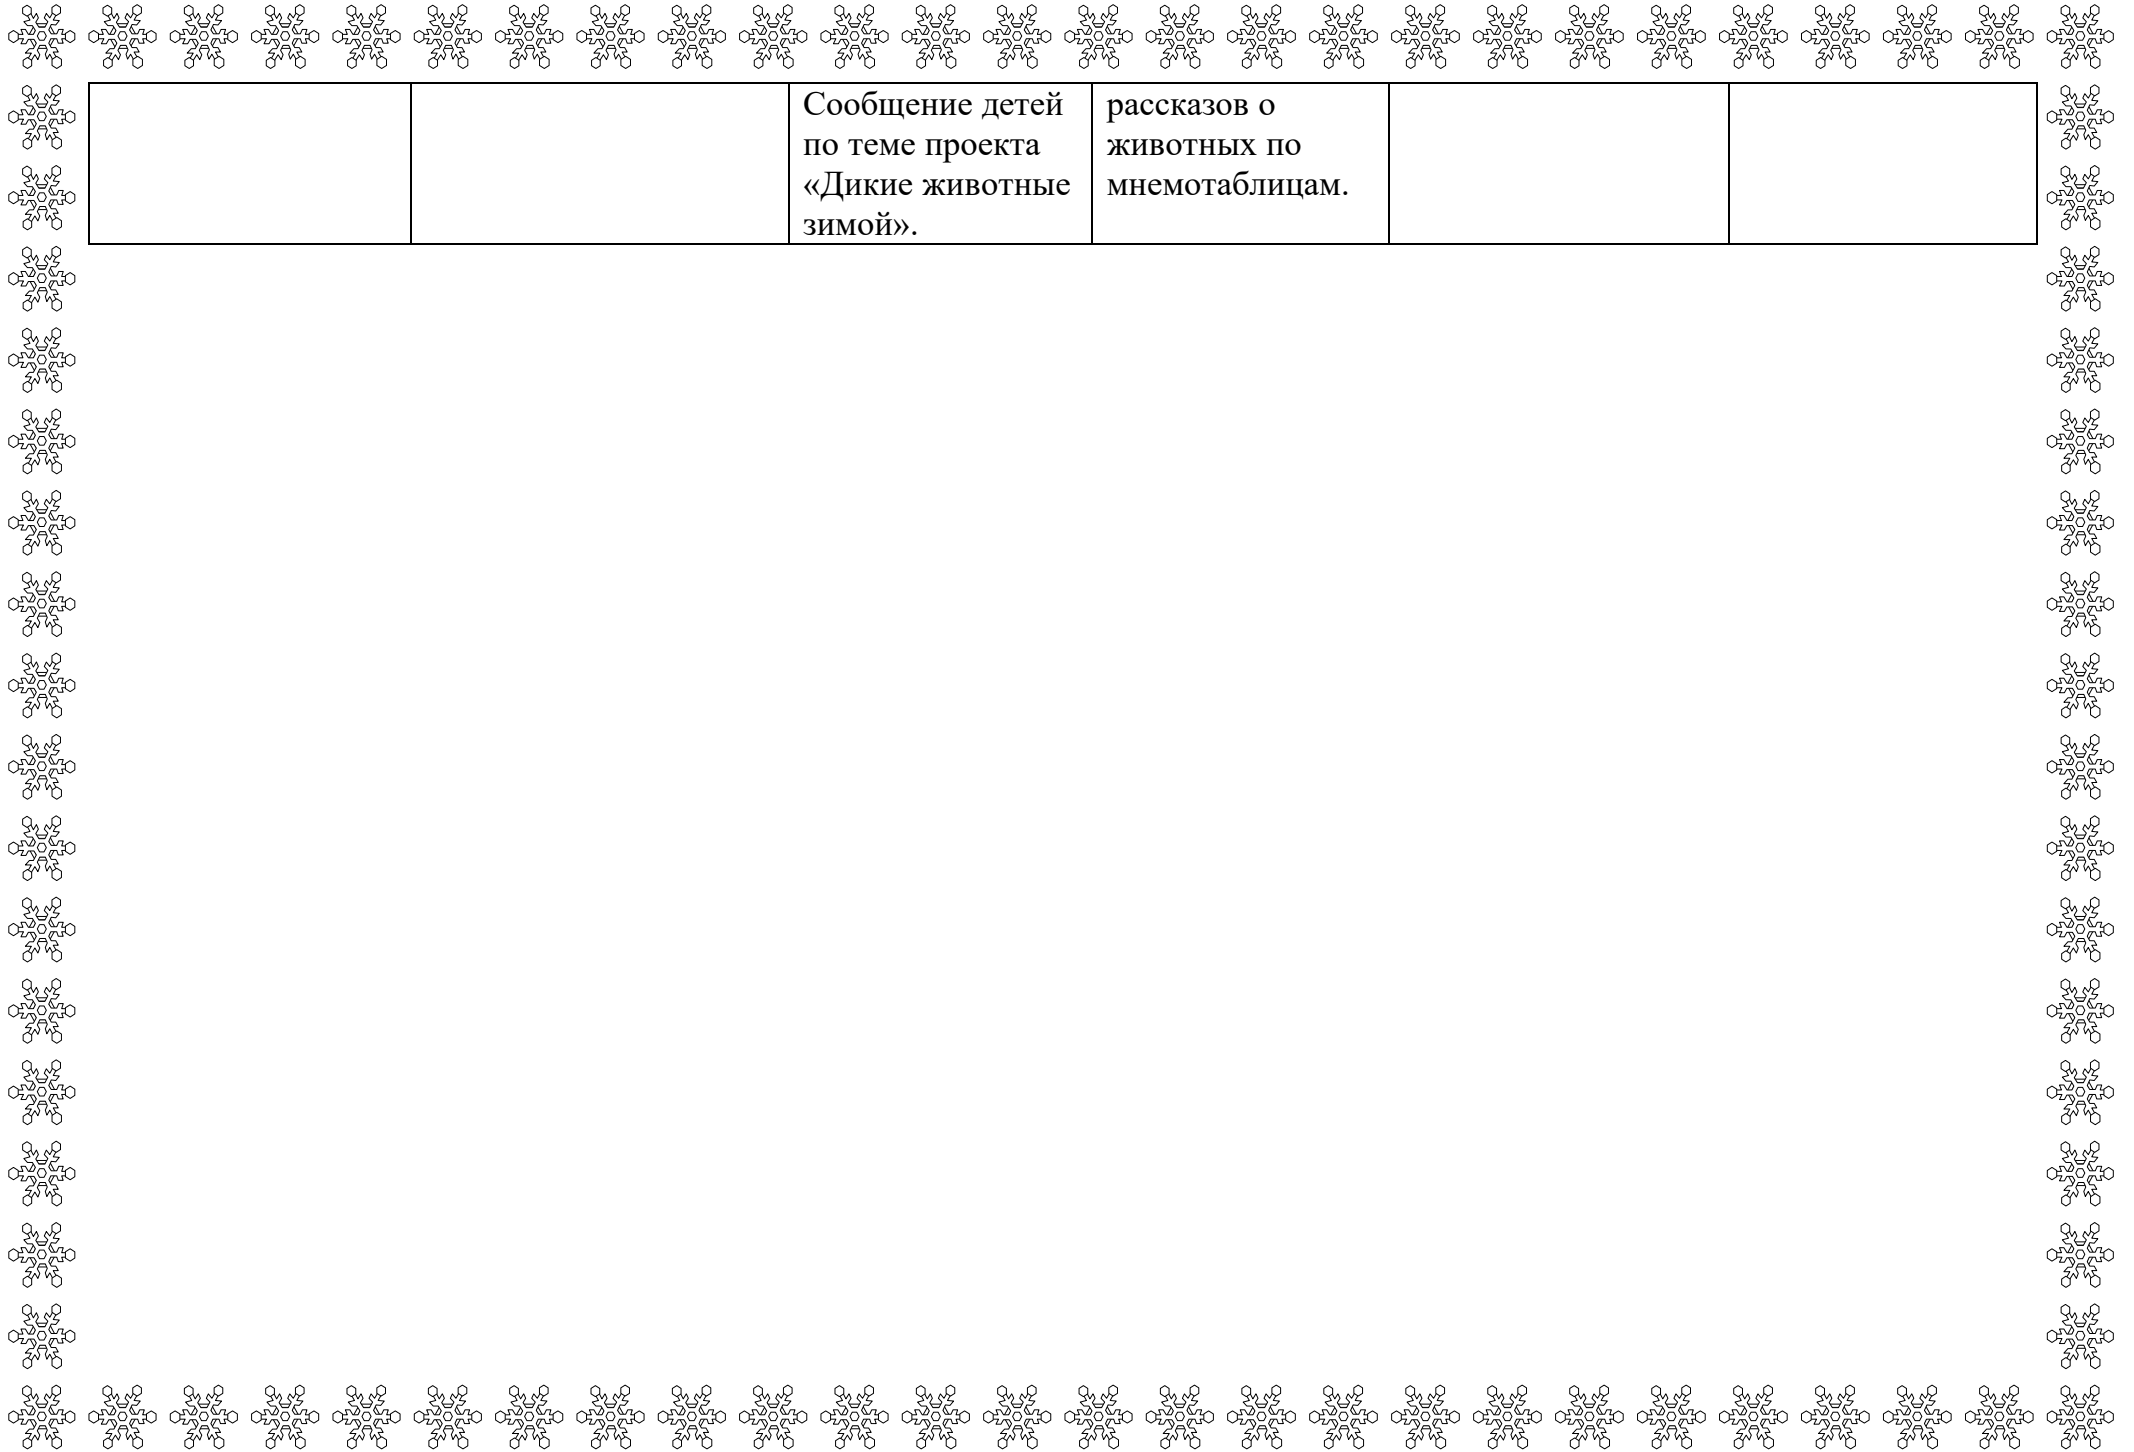 Сообщение детей
по теме проекта
«Дикие животные
зимой».
рассказов о
животных по
мнемотаблицам.